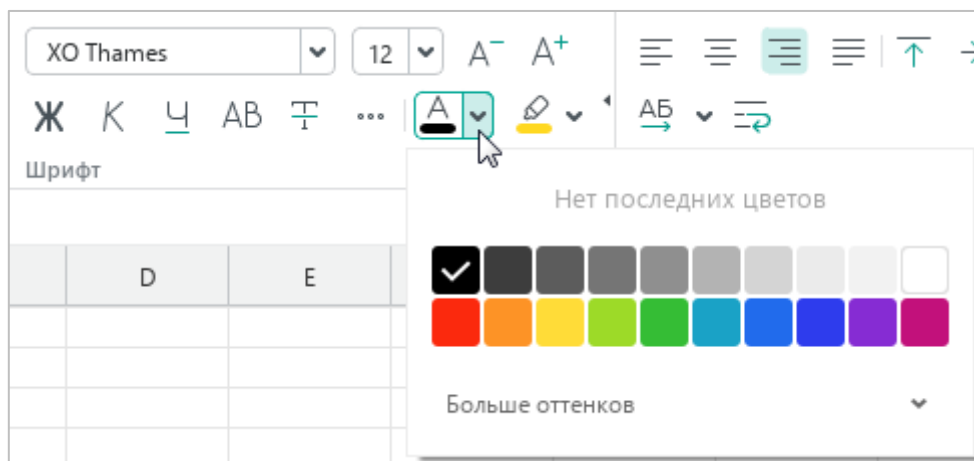 XO Thames 12 A⁻ A⁺
Ж К Ч АВ Т ••• А АБ
Шрифт
Нет последних цветов
D E
Больше оттенков